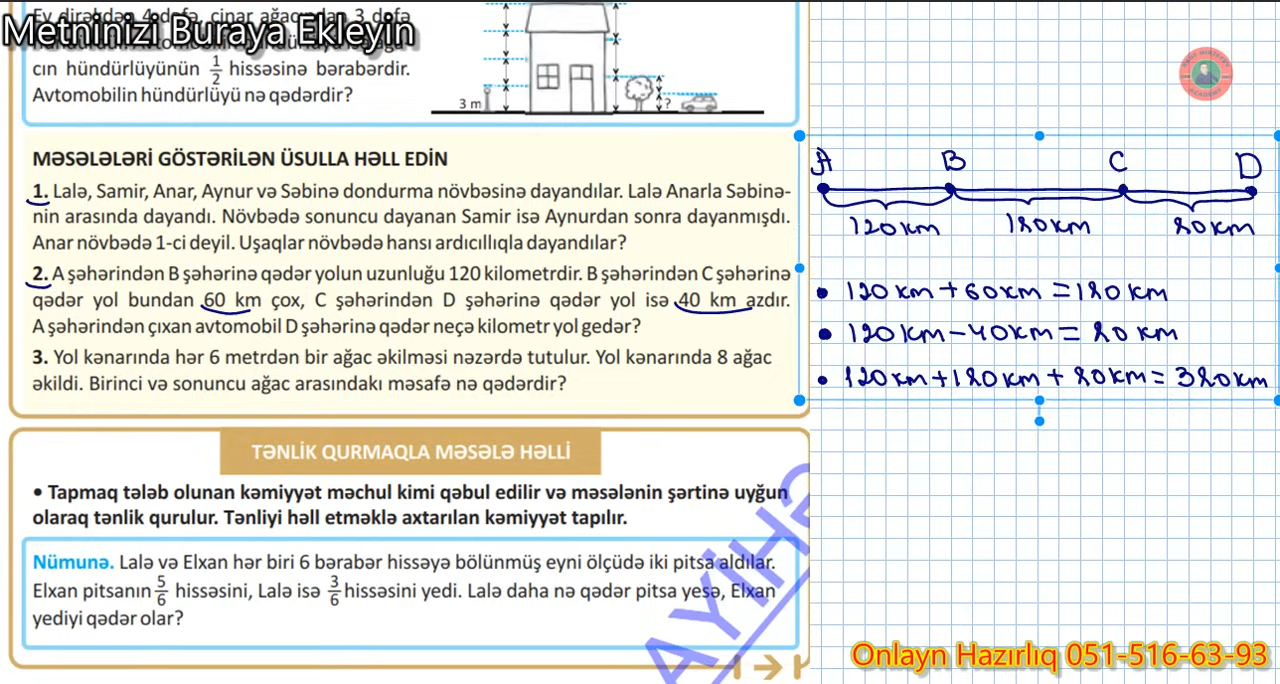 Ev dirəkdən 4 dəfə, çinar ağacından 3 dəfə
Metninizi Buraya Ekleyin
cın hündürlüyünün 1/2 hissəsinə bərabərdir.
Avtomobilin hündürlüyü nə qədərdir?
3 m
?
MƏSƏLƏLƏRİ GÖSTƏRİLƏN ÜSULLA HƏLL EDİN
1. Lalə, Samir, Anar, Aynur və Səbinə dondurma növbəsinə dayandılar. Lalə Anarla Səbinə-
nin arasında dayandı. Növbədə sonuncu dayanan Samir isə Aynurdan sonra dayanmışdı.
Anar növbədə 1-ci deyil. Uşaqlar növbədə hansı ardıcıllıqla dayandılar?
2. A şəhərindən B şəhərinə qədər yolun uzunluğu 120 kilometrdir. B şəhərindən C şəhərinə
qədər yol bundan 60 km çox, C şəhərindən D şəhərinə qədər yol isə 40 km azdır.
A şəhərindən çıxan avtomobil D şəhərinə qədər neçə kilometr yol gedər?
3. Yol kənarında hər 6 metrdən bir ağac əkilməsi nəzərdə tutulur. Yol kənarında 8 ağac
əkildi. Birinci və sonuncu ağac arasındakı məsafə nə qədərdir?
TƏNLİK QURMAQLA MƏSƏLƏ HƏLLİ
• Tapmaq tələb olunan kəmiyyət məchul kimi qəbul edilir və məsələnin şərtinə uyğun
olaraq tənlik qurulur. Tənliyi həll etməklə axtarılan kəmiyyət tapılır.
Nümunə. Lalə və Elxan hər biri 6 bərabər hissəyə bölünmüş eyni ölçüdə iki pitsa aldılar.
Elxan pitsanın 5/6 hissəsini, Lalə isə 3/6 hissəsini yedi. Lalə daha nə qədər pitsa yesə, Elxan
yediyi qədər olar?
A B C D
120 km 180 km 80 km
• 120 km + 60 km = 180 km
• 120 km - 40 km = 80 km
• 120 km + 180 km + 80 km = 380 km
Onlayn Hazırlıq 051-516-63-93